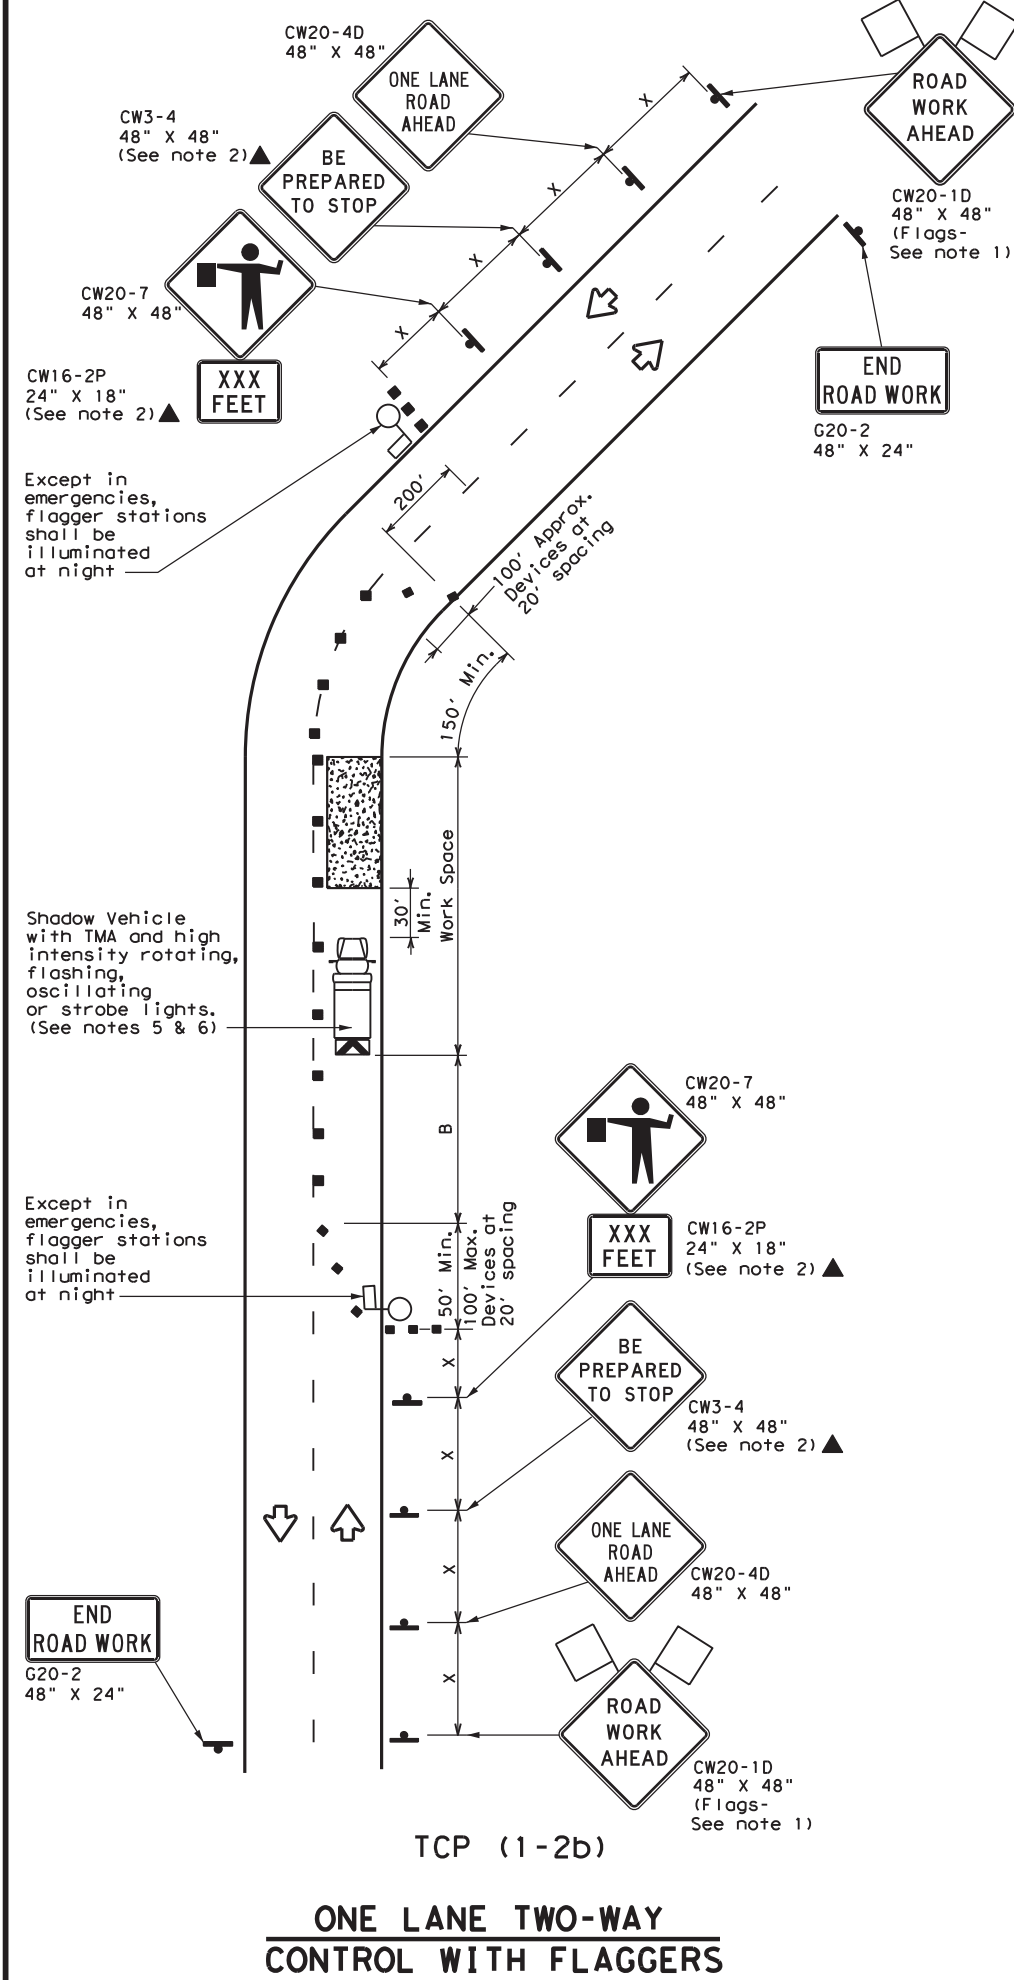 CW20-4D
48" X 48"
ONE LANE
ROAD
AHEAD
ROAD
WORK
AHEAD
CW20-1D
48" X 48"
(Flags-
See note 1)
X
CW3-4
48" X 48"
(See note 2)
BE
PREPARED
TO STOP
X
X
CW20-7
48" X 48"
X
CW16-2P
24" X 18"
(See note 2)
XXX
FEET
END
ROAD WORK
G20-2
48" X 24"
Except in
emergencies,
flagger stations
shall be
illuminated
at night
200'
100' Approx.
Devices at
20' spacing
150' Min.
Work Space
30'
Min.
Shadow Vehicle
with TMA and high
intensity rotating,
flashing,
oscillating
or strobe lights.
(See notes 5 & 6)
B
CW20-7
48" X 48"
Except in
emergencies,
flagger stations
shall be
illuminated
at night
50' Min.
100' Max.
Devices at
20' spacing
XXX
FEET
CW16-2P
24" X 18"
(See note 2)
X
BE
PREPARED
TO STOP
CW3-4
48" X 48"
(See note 2)
X
ONE LANE
ROAD
AHEAD
CW20-4D
48" X 48"
X
END
ROAD WORK
G20-2
48" X 24"
X
ROAD
WORK
AHEAD
CW20-1D
48" X 48"
(Flags-
See note 1)
TCP (1-2b)
ONE LANE TWO-WAY
CONTROL WITH FLAGGERS